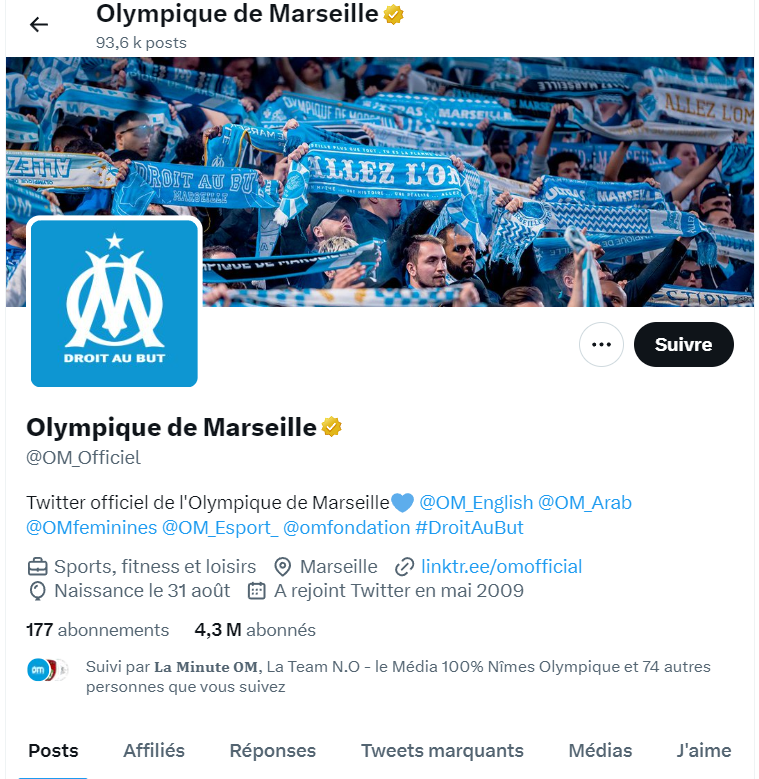 Olympique de Marseille
93,6 k posts
ALLEZ
DROIT AU BUT
MARSEILLE
ALLEZ L'O
MARSEILLE
ALLEZ L'OM
DROIT AU BUT
Suivre
Olympique de Marseille
@OM_Officiel
Twitter officiel de l'Olympique de Marseille💙 @OM_English @OM_Arab
@OMfeminines @OM_Esport_ @omfondation #DroitAuBut
Sports, fitness et loisirs Marseille linktr.ee/omofficial
Naissance le 31 août A rejoint Twitter en mai 2009
177 abonnements 4,3 M abonnés
Suivi par La Minute OM, La Team N.O - le Média 100% Nîmes Olympique et 74 autres
personnes que vous suivez
Posts Affiliés Réponses Tweets marquants Médias J'aime